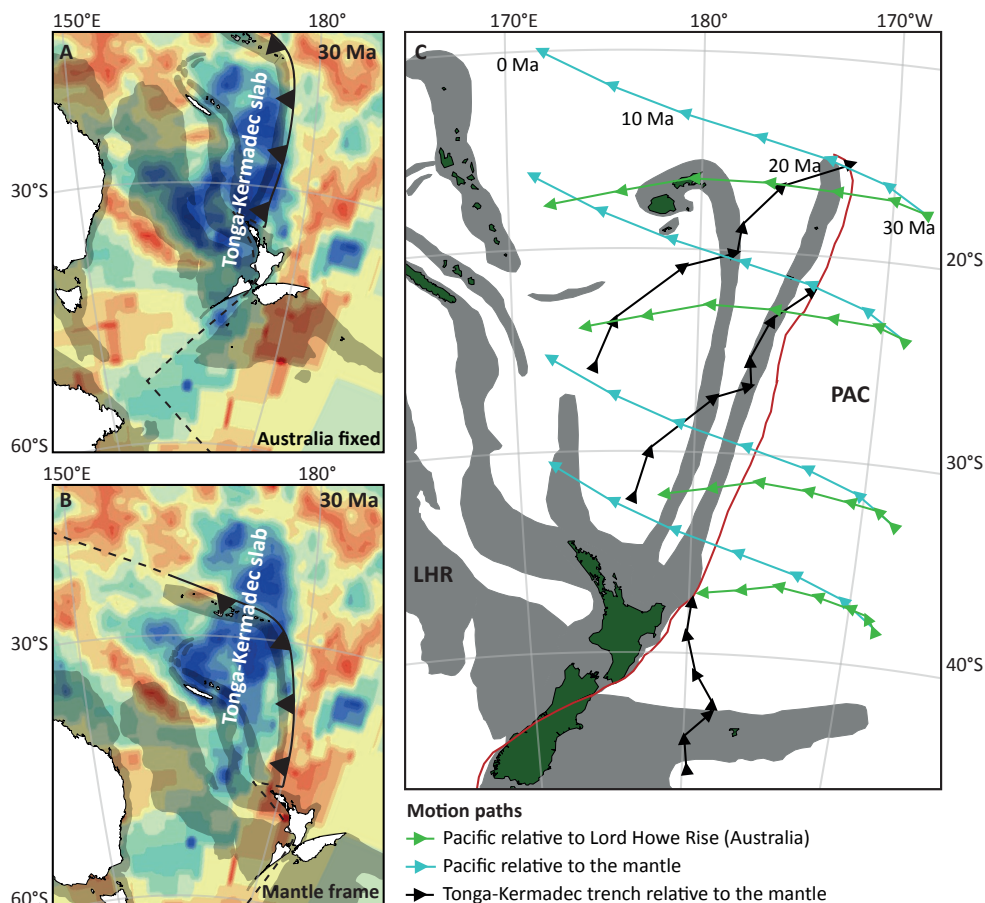 150°E
180°
A
30 Ma
Tonga-Kermadec slab
30°S
60°S
Australia fixed
150°E
180°
B
30 Ma
Tonga-Kermadec slab
30°S
60°S
Mantle frame
170°E
180°
170°W
C
0 Ma
10 Ma
20 Ma
30 Ma
20°S
PAC
30°S
LHR
40°S
Motion paths
Pacific relative to Lord Howe Rise (Australia)
Pacific relative to the mantle
Tonga-Kermadec trench relative to the mantle